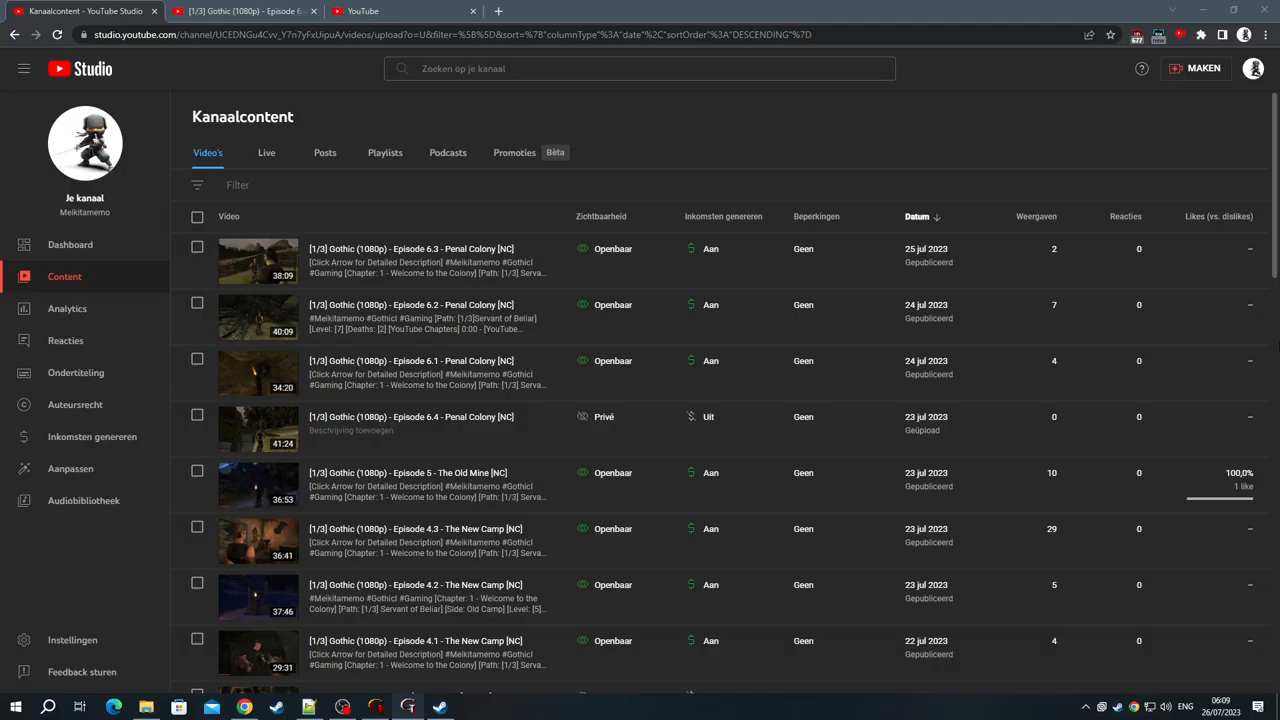 Kanaalcontent - YouTube Studio
[1/3] Gothic (1080p) - Episode 6-
YouTube
studio.youtube.com/channel/UCEDNGu4Cvv_Y7n7yFxUipuA/videos/upload?o=U&filter=%5B%5D&sort=%7B"columnType"%3A"date"%2C"sortOrder"%3A"DESCENDING"%7D
Studio
Zoeken op je kanaal
MAKEN
Je kanaal
Meikitamemo
Dashboard
Content
Analytics
Reacties
Ondertiteling
Auteursrecht
Inkomsten genereren
Aanpassen
Audiobibliotheek
Instellingen
Feedback sturen
Kanaalcontent
Video's Live Posts Playlists Podcasts Promoties Bèta
Filter
Video Zichtbaarheid Inkomsten genereren Beperkingen Datum Weergaven Reacties Likes (vs. dislikes)
[1/3] Gothic (1080p) - Episode 6.3 - Penal Colony [NC] Openbaar Aan Geen 25 jul 2023 2 0 –
[Click Arrow for Detailed Description] #Meikitamemo #GothicI Gepubliceerd
#Gaming [Chapter: 1 - Welcome to the Colony] [Path: [1/3] Serva...
38:09
[1/3] Gothic (1080p) - Episode 6.2 - Penal Colony [NC] Openbaar Aan Geen 24 jul 2023 7 0 –
#Meikitamemo #GothicI #Gaming [Path: [1/3]Servant of Beliar] Gepubliceerd
[Level: [7] [Deaths: [2] [YouTube Chapters] 0:00 - [YouTube...
40:09
[1/3] Gothic (1080p) - Episode 6.1 - Penal Colony [NC] Openbaar Aan Geen 24 jul 2023 4 0 –
[Click Arrow for Detailed Description] #Meikitamemo #GothicI Gepubliceerd
#Gaming [Chapter: 1 - Welcome to the Colony] [Path: [1/3] Serva...
34:20
[1/3] Gothic (1080p) - Episode 6.4 - Penal Colony [NC] Privé Uit Geen 23 jul 2023 0 0 –
Beschrijving toevoegen Geüpload
41:24
[1/3] Gothic (1080p) - Episode 5 - The Old Mine [NC] Openbaar Aan Geen 23 jul 2023 10 0 100,0%
[Click Arrow for Detailed Description] #Meikitamemo #GothicI Gepubliceerd 1 like
#Gaming [Chapter: 1 - Welcome to the Colony] [Path: [1/3] Serva...
36:53
[1/3] Gothic (1080p) - Episode 4.3 - The New Camp [NC] Openbaar Aan Geen 23 jul 2023 29 0 –
[Click Arrow for Detailed Description] #Meikitamemo #GothicI Gepubliceerd
#Gaming [Chapter: 1 - Welcome to the Colony] [Path: [1/3] Serva...
36:41
[1/3] Gothic (1080p) - Episode 4.2 - The New Camp [NC] Openbaar Aan Geen 23 jul 2023 5 0 –
#Meikitamemo #GothicI #Gaming [Chapter: 1 - Welcome to the Gepubliceerd
Colony] [Path: [1/3] Servant of Beliar] [Side: Old Camp] [Level: [5]...
37:46
[1/3] Gothic (1080p) - Episode 4.1 - The New Camp [NC] Openbaar Aan Geen 22 jul 2023 4 0 –
[Click Arrow for Detailed Description] #Meikitamemo #GothicI Gepubliceerd
#Gaming [Chapter: 1 - Welcome to the Colony] [Path: [1/3] Serva...
29:31
ENG
06:09
26/07/2023